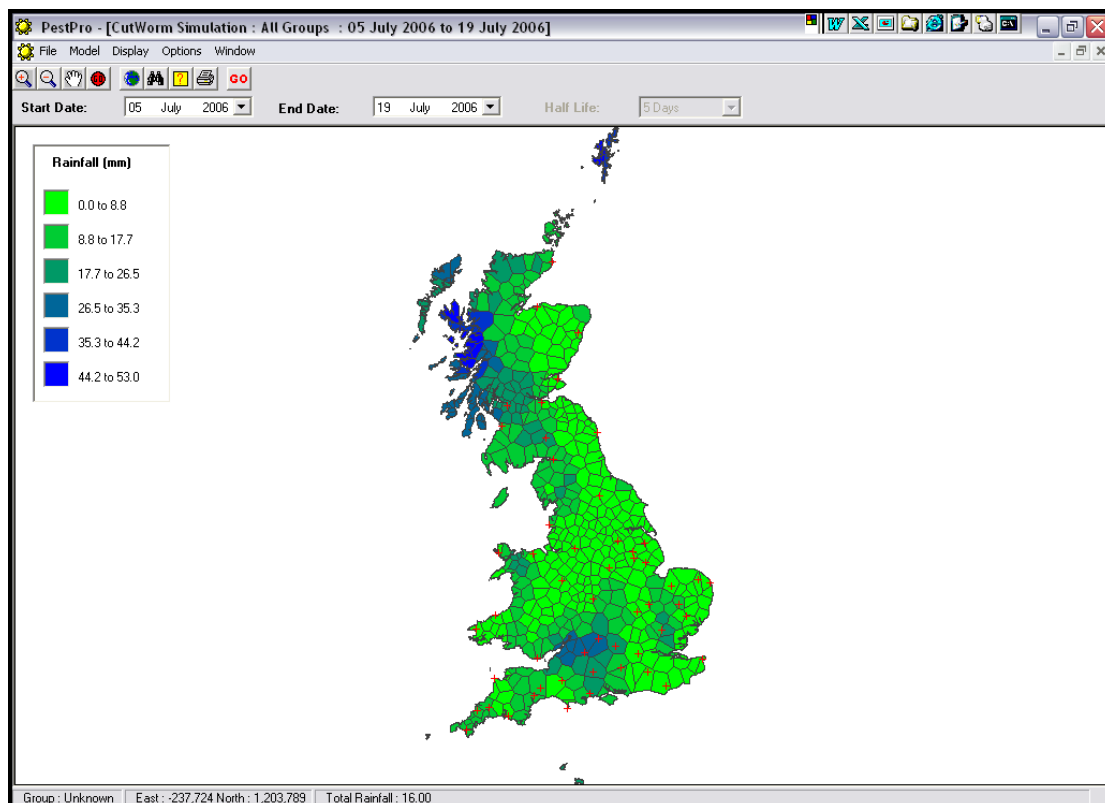 PestPro - [CutWorm Simulation : All Groups : 05 July 2006 to 19 July 2006]
File Model Display Options Window
GO
Start Date: 05 July 2006 End Date: 19 July 2006 Half Life: 5 Days
Rainfall (mm)
0.0 to 8.8
8.8 to 17.7
17.7 to 26.5
26.5 to 35.3
35.3 to 44.2
44.2 to 53.0
Group : Unknown East : -237,724 North : 1,203,789 Total Rainfall : 16.00